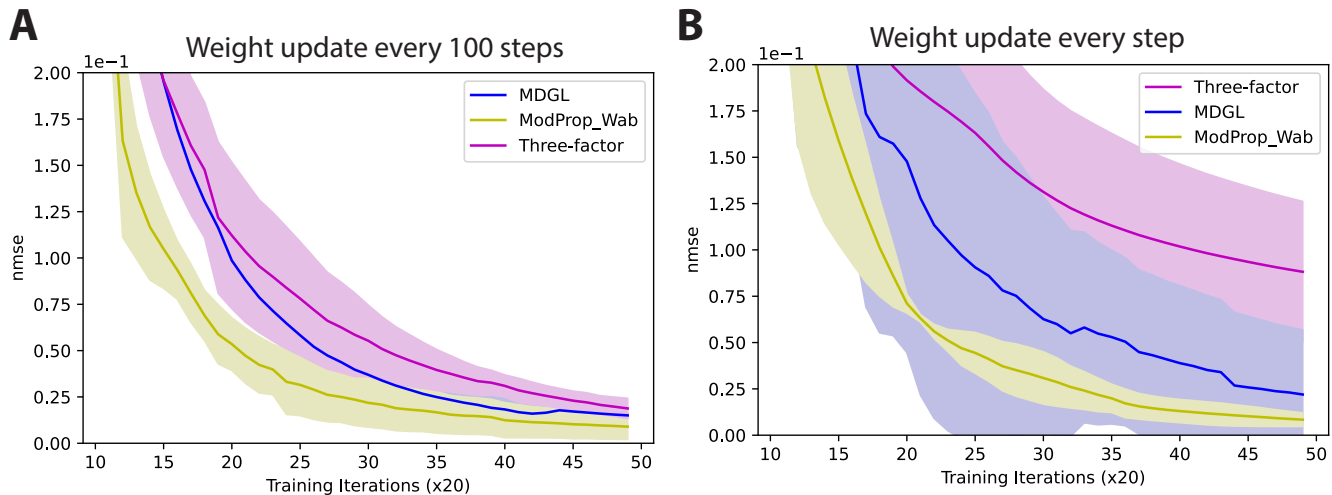 A
Weight update every 100 steps
1e−1
2.00
1.75
1.50
1.25
1.00
0.75
0.50
0.25
0.00
nmse
MDGL
ModProp_Wab
Three-factor
10 15 20 25 30 35 40 45 50
Training Iterations (x20)
B
Weight update every step
1e−1
2.00
1.75
1.50
1.25
1.00
0.75
0.50
0.25
0.00
nmse
Three-factor
MDGL
ModProp_Wab
10 15 20 25 30 35 40 45 50
Training Iterations (x20)